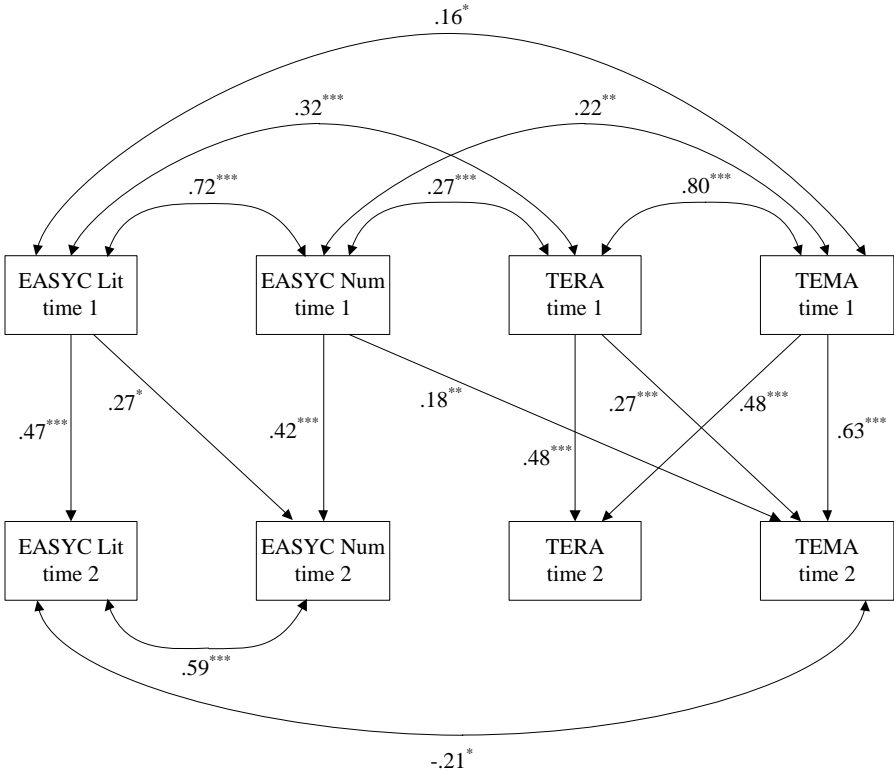 .16*
.32***
.22**
.72***
.27***
.80***
EASYC Lit
time 1
EASYC Num
time 1
TERA
time 1
TEMA
time 1
.47***
.27*
.42***
.18**
.48***
.27***
.48***
.63***
EASYC Lit
time 2
EASYC Num
time 2
TERA
time 2
TEMA
time 2
.59***
-.21*